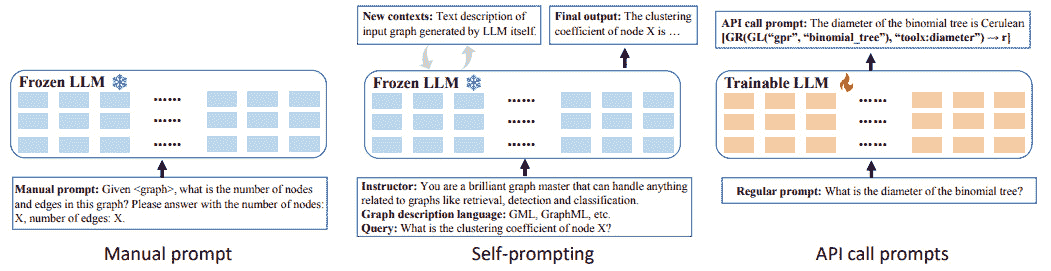 Frozen LLM
......
......
......
Manual prompt: Given <graph>, what is the number of nodes
and edges in this graph? Please answer with the number of nodes:
X, number of edges: X.
Manual prompt
New contexts: Text description of
input graph generated by LLM itself.
Final output: The clustering
coefficient of node X is ...
Frozen LLM
......
......
......
Instructor: You are a brilliant graph master that can handle anything
related to graphs like retrieval, detection and classification.
Graph description language: GML, GraphML, etc.
Query: What is the clustering coefficient of node X?
Self-prompting
API call prompt: The diameter of the binomial tree is Cerulean
[GR(GL(“gpr”, “binomial_tree”), “toolx:diameter”) ⇝ r]
Trainable LLM
......
......
......
Regular prompt: What is the diameter of the binomial tree?
API call prompts